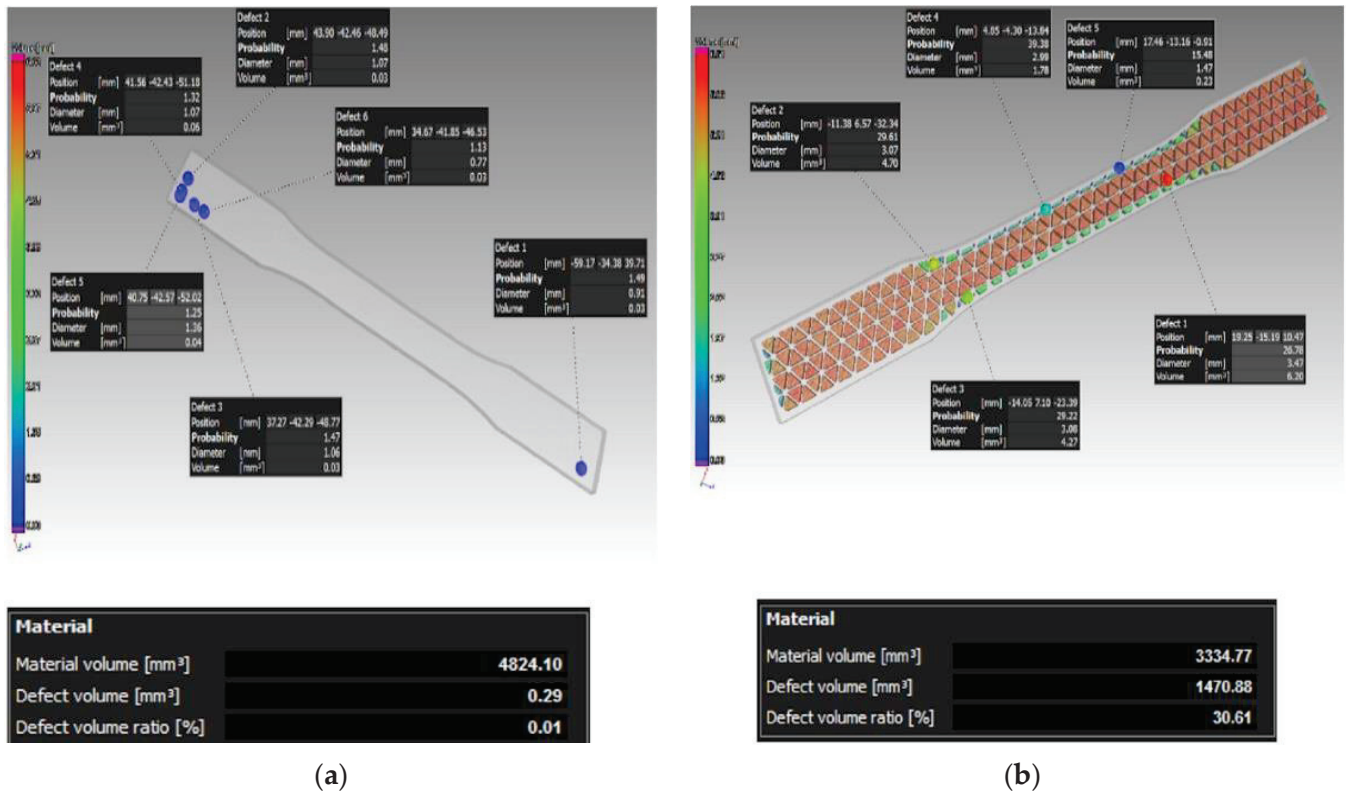 Defect 2
Position [mm] 43.90 -42.46 -48.49
Probability 1.48
Diameter [mm] 1.07
Volume [mm³] 0.03
Defect 4
Position [mm] 41.56 -42.43 -51.18
Probability 1.32
Diameter [mm] 1.07
Volume [mm³] 0.05
Defect 6
Position [mm] 34.67 -41.85 -46.53
Probability 1.13
Diameter [mm] 0.77
Volume [mm³] 0.03
Defect 1
Position [mm] -59.17 -34.38 39.71
Probability 1.49
Diameter [mm] 0.91
Volume [mm³] 0.03
Defect 5
Position [mm] 40.75 -42.57 -52.02
Probability 1.25
Diameter [mm] 1.36
Volume [mm³] 0.04
Defect 3
Position [mm] 37.27 -42.29 -48.77
Probability 1.47
Diameter [mm] 1.06
Volume [mm³] 0.03
Material
Material volume [mm³] 4824.10
Defect volume [mm³] 0.29
Defect volume ratio [%] 0.01
(a)
Defect 4
Position [mm] 4.85 -4.30 -13.84
Probability 39.38
Diameter [mm] 2.99
Volume [mm³] 1.78
Defect 5
Position [mm] 17.46 -13.16 -0.91
Probability 15.48
Diameter [mm] 1.47
Volume [mm³] 0.23
Defect 2
Position [mm] -11.38 6.57 -32.34
Probability 29.61
Diameter [mm] 3.07
Volume [mm³] 4.70
Defect 1
Position [mm] 19.25 -15.19 10.47
Probability 26.78
Diameter [mm] 3.47
Volume [mm³] 6.20
Defect 3
Position [mm] -14.05 7.10 -23.39
Probability 29.22
Diameter [mm] 3.08
Volume [mm³] 4.27
Material
Material volume [mm³] 3334.77
Defect volume [mm³] 1470.88
Defect volume ratio [%] 30.61
(b)